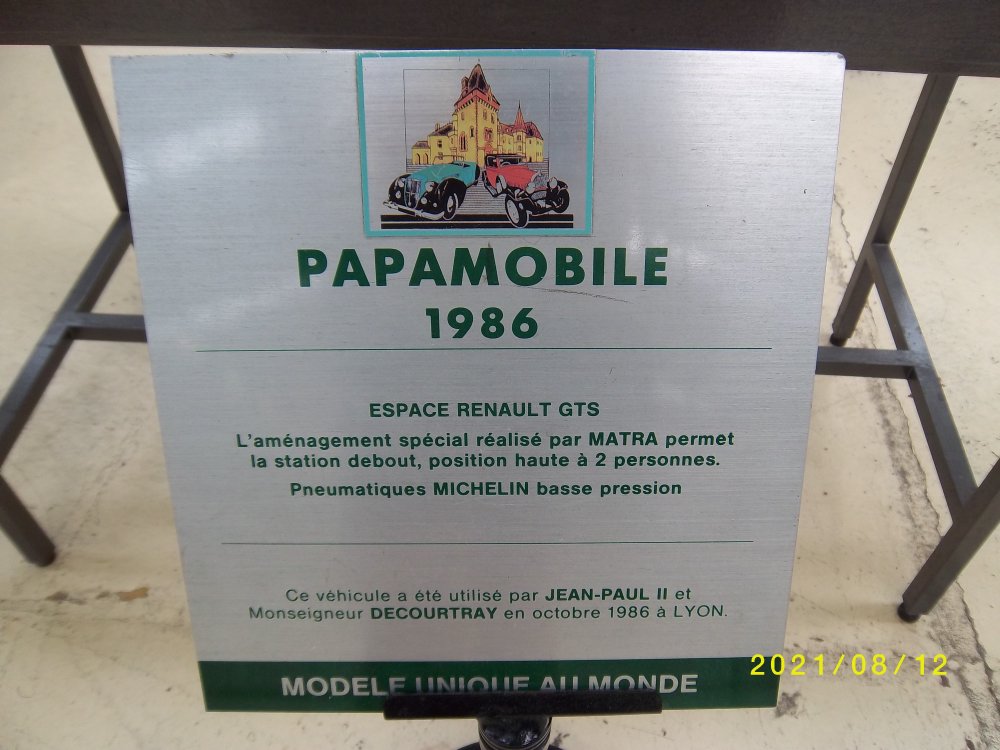 PAPAMOBILE
1986
ESPACE RENAULT GTS
L'aménagement spécial réalisé par MATRA permet
la station debout, position haute à 2 personnes.
Pneumatiques MICHELIN basse pression
Ce véhicule a été utilisé par JEAN-PAUL II et
Monseigneur DECOURTRAY en octobre 1986 à LYON.
MODELE UNIQUE AU MONDE
2021/08/12